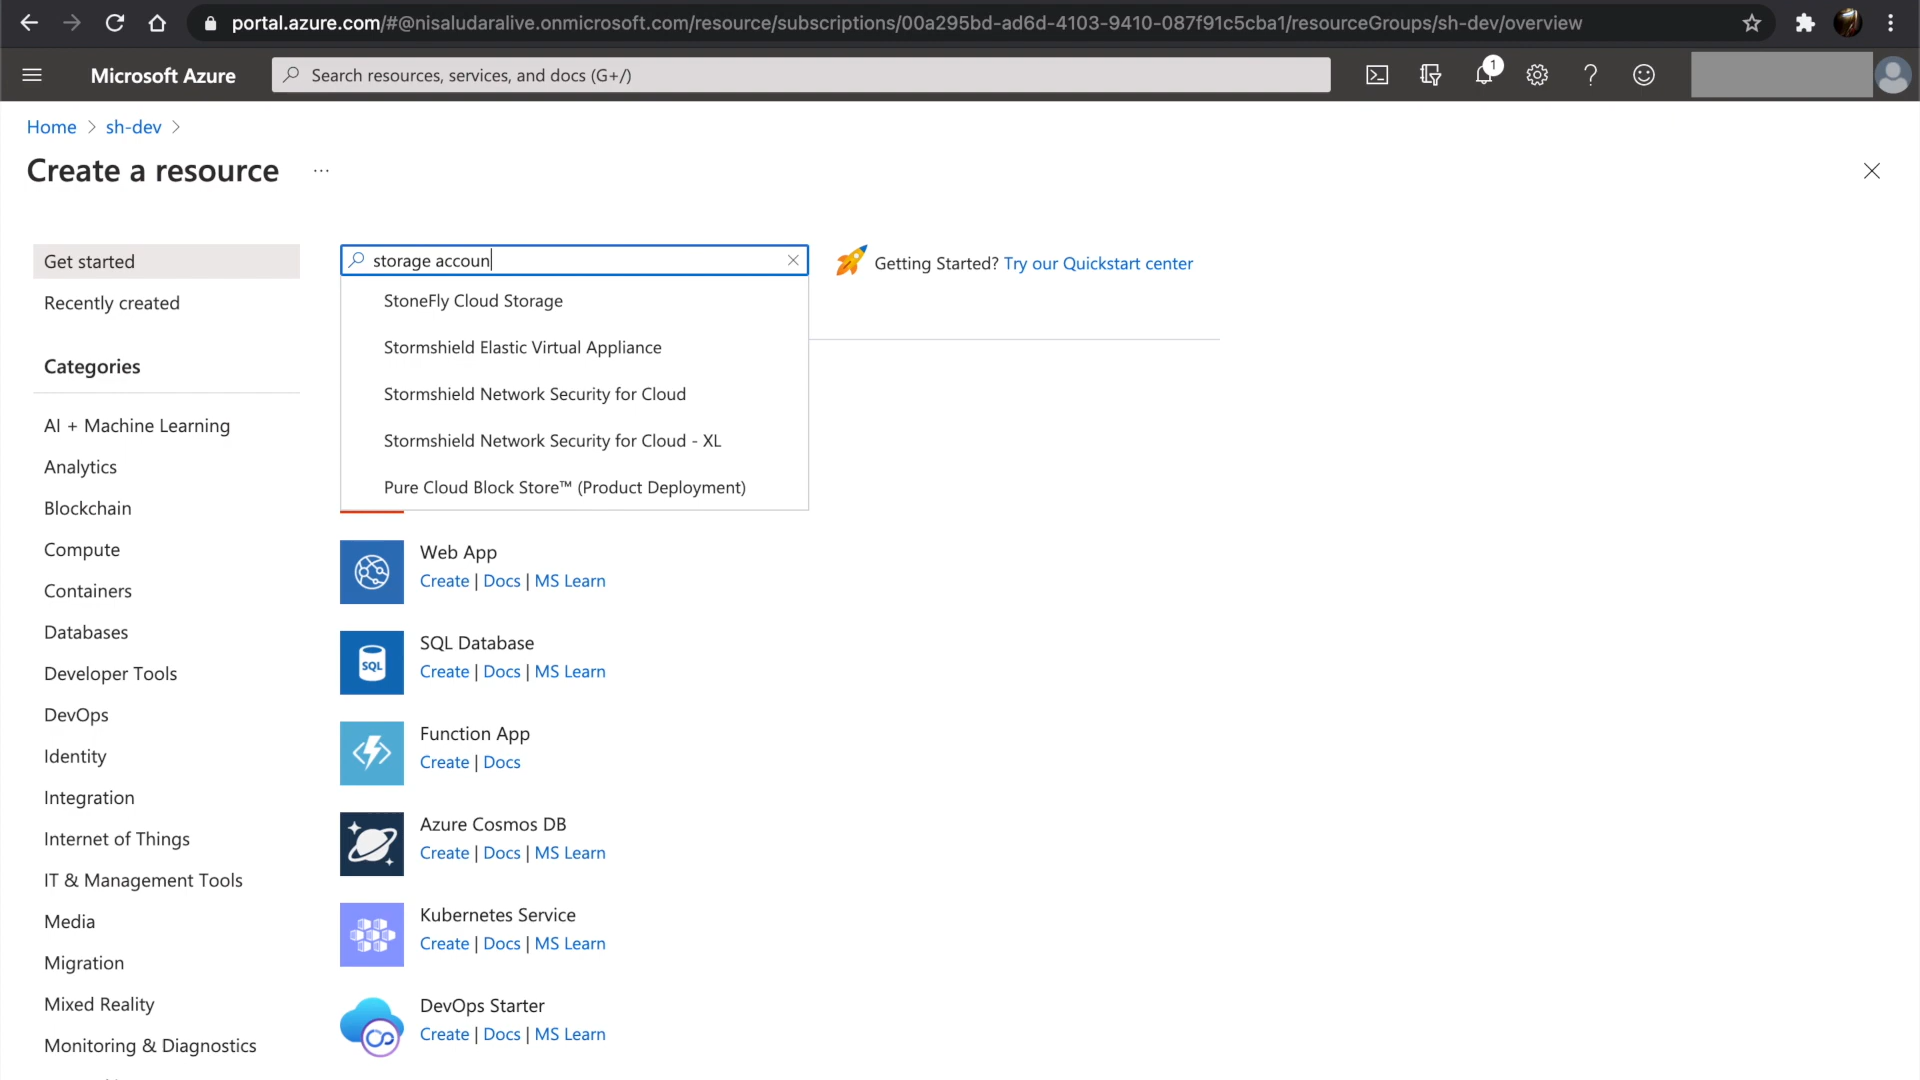 portal.azure.com/#@nisaludaralive.onmicrosoft.com/resource/subscriptions/00a295bd-ad6d-4103-9410-087f91c5cba1/resourceGroups/sh-dev/overview
Microsoft Azure
Search resources, services, and docs (G+/)
1
Home > sh-dev >
Create a resource ...
Get started
Recently created
Categories
AI + Machine Learning
Analytics
Blockchain
Compute
Containers
Databases
Developer Tools
DevOps
Identity
Integration
Internet of Things
IT & Management Tools
Media
Migration
Mixed Reality
Monitoring & Diagnostics
storage accoun
Getting Started? Try our Quickstart center
StoneFly Cloud Storage
Stormshield Elastic Virtual Appliance
Stormshield Network Security for Cloud
Stormshield Network Security for Cloud - XL
Pure Cloud Block Store™ (Product Deployment)
Web App
Create | Docs | MS Learn
SQL
SQL Database
Create | Docs | MS Learn
Function App
Create | Docs
Azure Cosmos DB
Create | Docs | MS Learn
Kubernetes Service
Create | Docs | MS Learn
DevOps Starter
Create | Docs | MS Learn